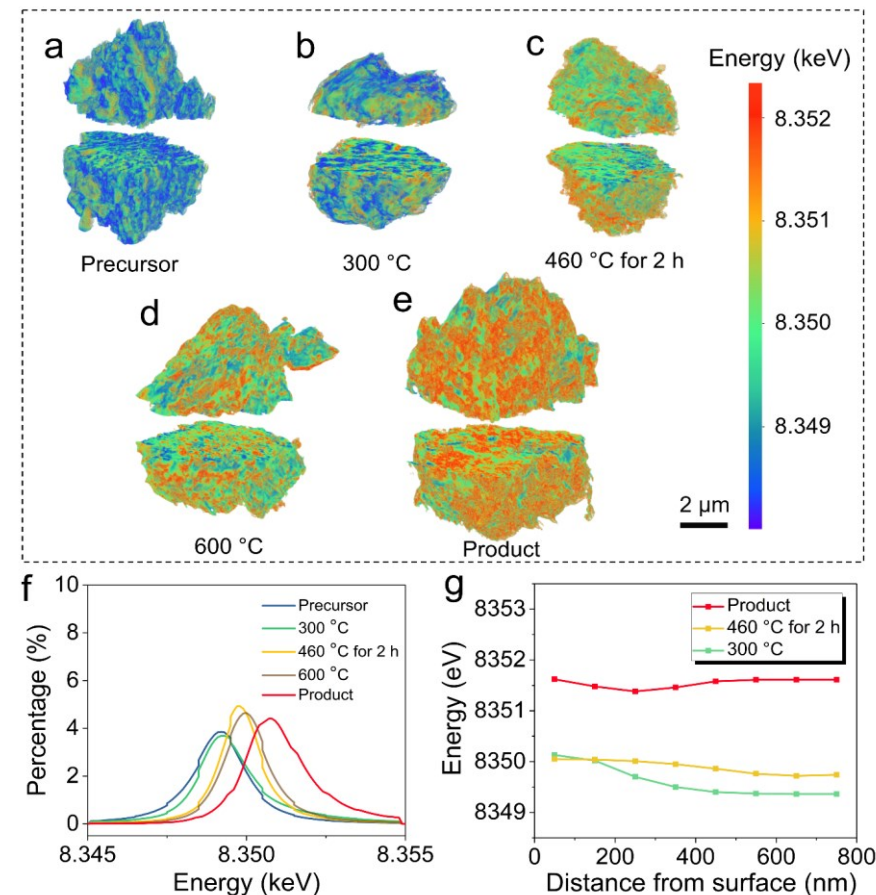 a
b
c
Energy (keV)
8.352
8.351
8.350
8.349
Precursor
300 °C
460 °C for 2 h
d
e
600 °C
Product
2 μm
f
10
8
6
4
2
0
Percentage (%)
Precursor
300 °C
460 °C for 2 h
600 °C
Product
8.345
8.350
8.355
Energy (keV)
g
8353
8352
8351
8350
8349
Energy (eV)
Product
460 °C for 2 h
300 °C
0
200
400
600
800
Distance from surface (nm)